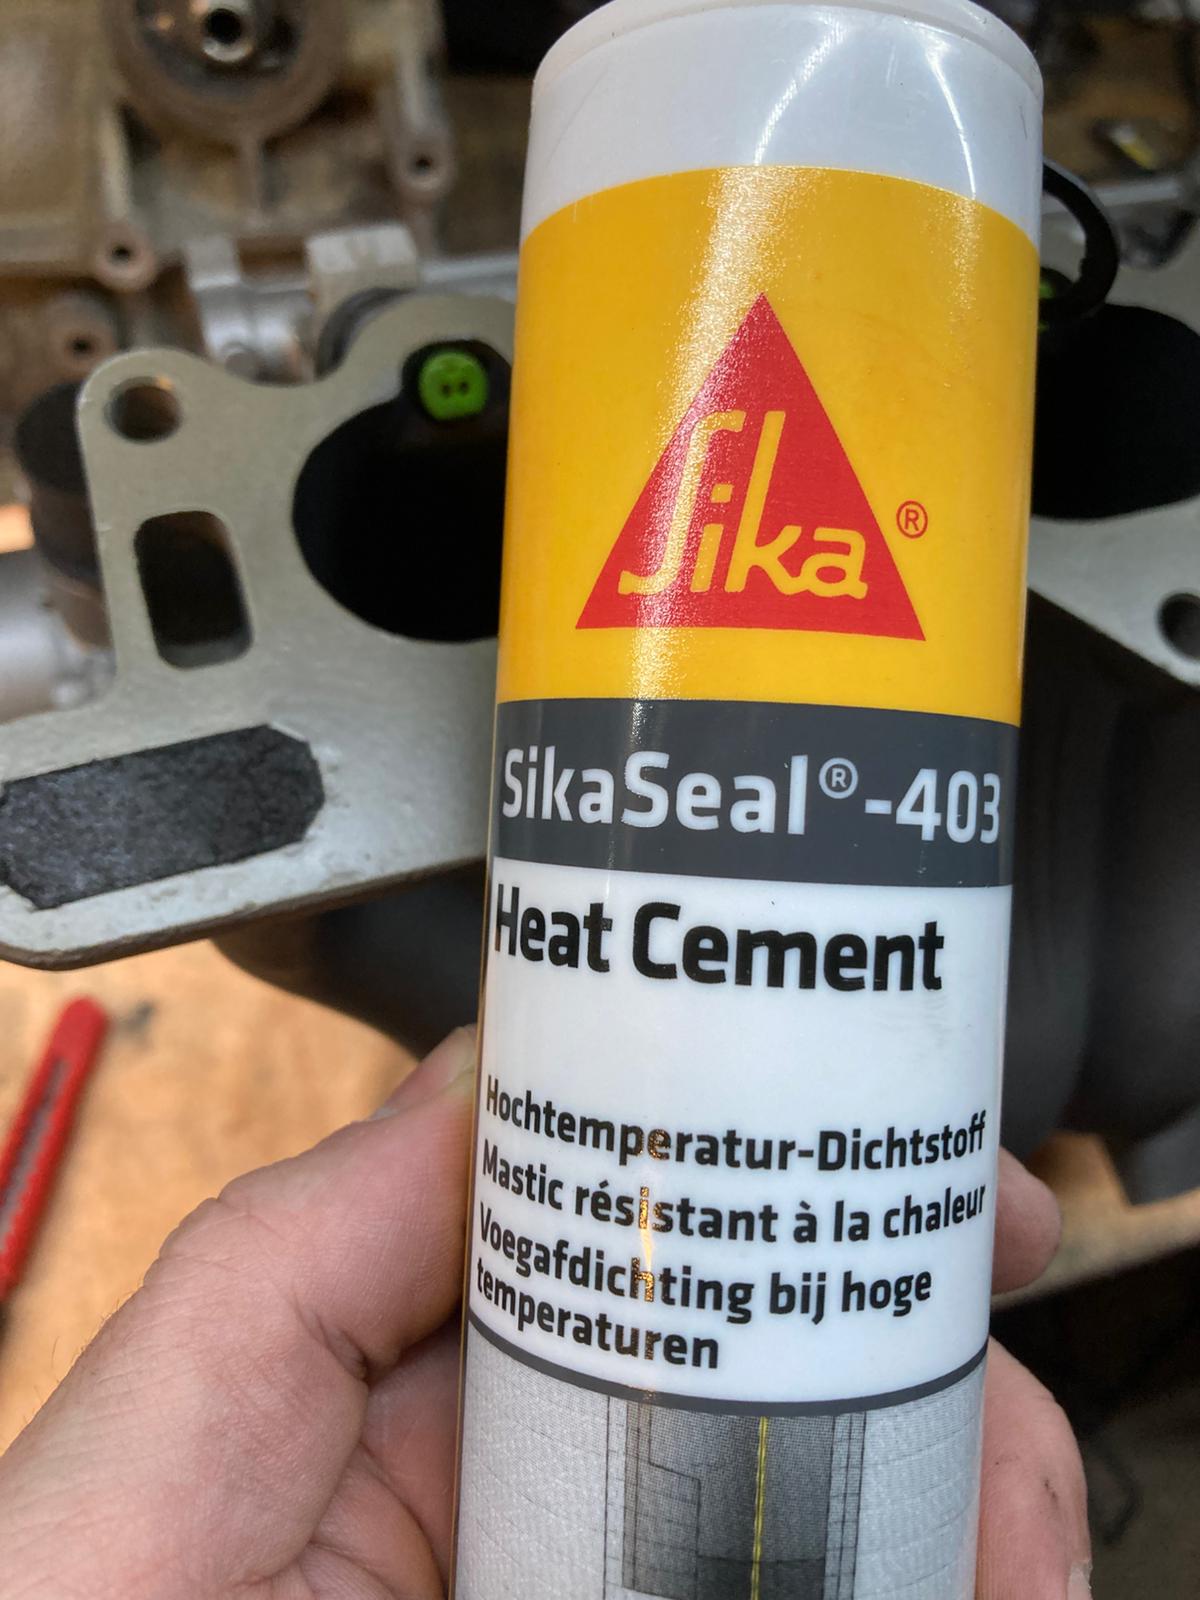 Sika®
SikaSeal®-403
Heat Cement
Hochtemperatur-Dichtstoff
Mastic résistant à la chaleur
Voegafdichting bij hoge
temperaturen